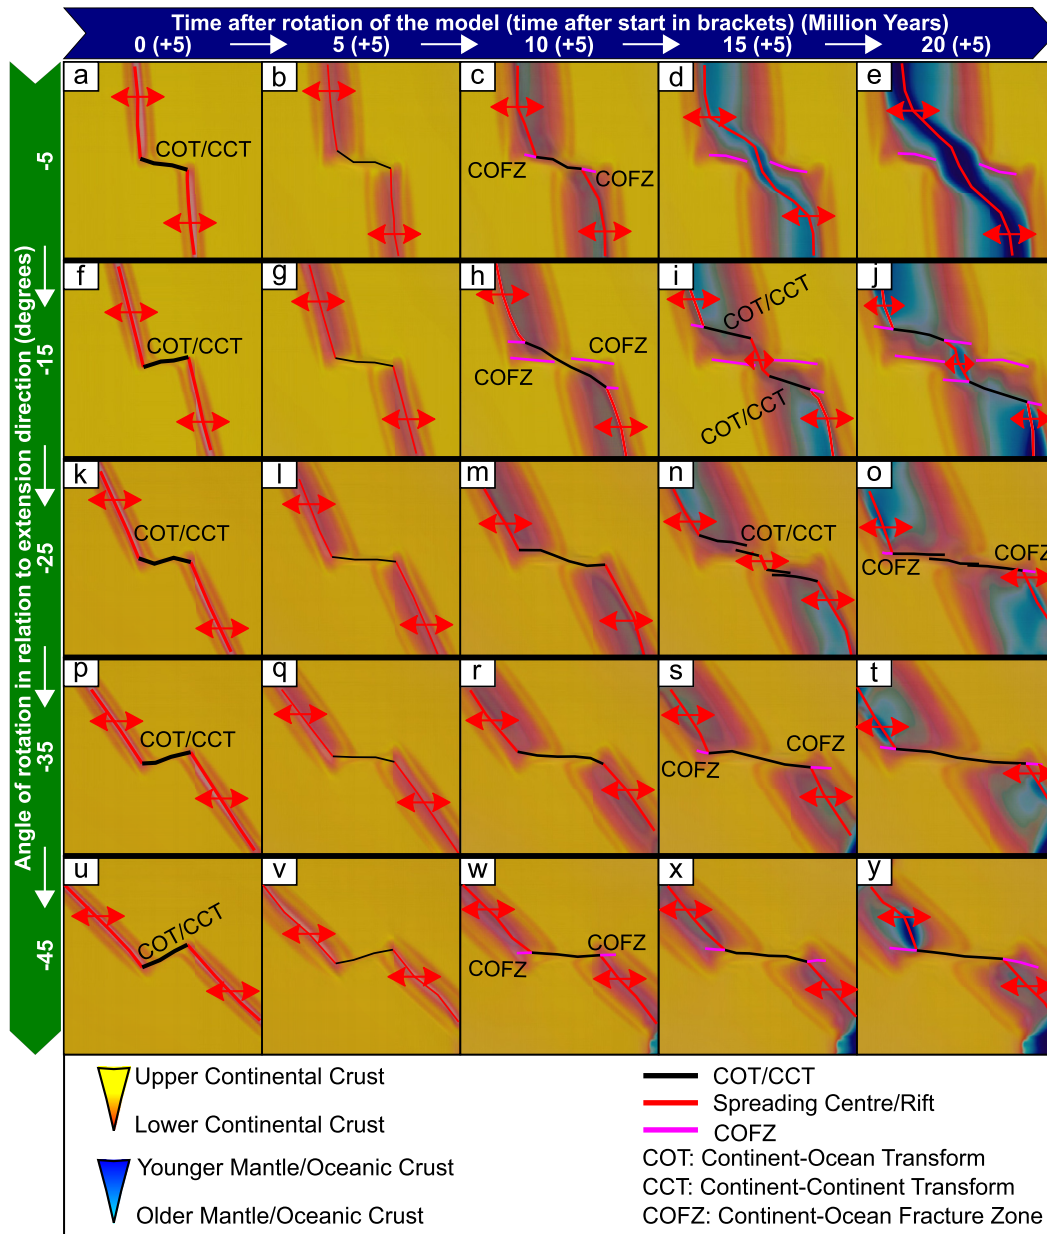 Time after rotation of the model (time after start in brackets) (Million Years)
0 (+5) 5 (+5) 10 (+5) 15 (+5) 20 (+5)
Angle of rotation in relation to extension direction (degrees)
-5
a b c d e
COT/CCT
COFZ
COFZ
-15
f g h i j
COT/CCT
COFZ
COFZ
COT/CCT
COT/CCT
-25
k l m n o
COT/CCT
COT/CCT
COFZ
COFZ
-35
p q r s t
COT/CCT
COFZ
COFZ
-45
u v w x y
COT/CCT
COFZ
COFZ
Upper Continental Crust
Lower Continental Crust
Younger Mantle/Oceanic Crust
Older Mantle/Oceanic Crust
COT/CCT
Spreading Centre/Rift
COFZ
COT: Continent-Ocean Transform
CCT: Continent-Continent Transform
COFZ: Continent-Ocean Fracture Zone